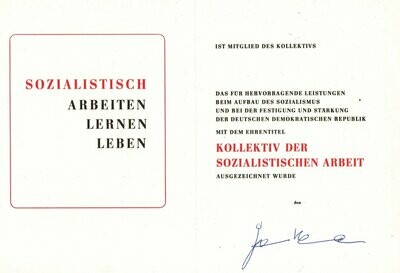 SOZIALISTISCH
ARBEITEN
LERNEN
LEBEN
IST MITGLIED DES KOLLEKTIVS
DAS FÜR HERVORRAGENDE LEISTUNGEN
BEIM AUFBAU DES SOZIALISMUS
UND BEI DER FESTIGUNG UND STÄRKUNG
DER DEUTSCHEN DEMOKRATISCHEN REPUBLIK
MIT DEM EHRENTITEL
KOLLEKTIV DER
SOZIALISTISCHEN ARBEIT
AUSGEZEICHNET WURDE
den